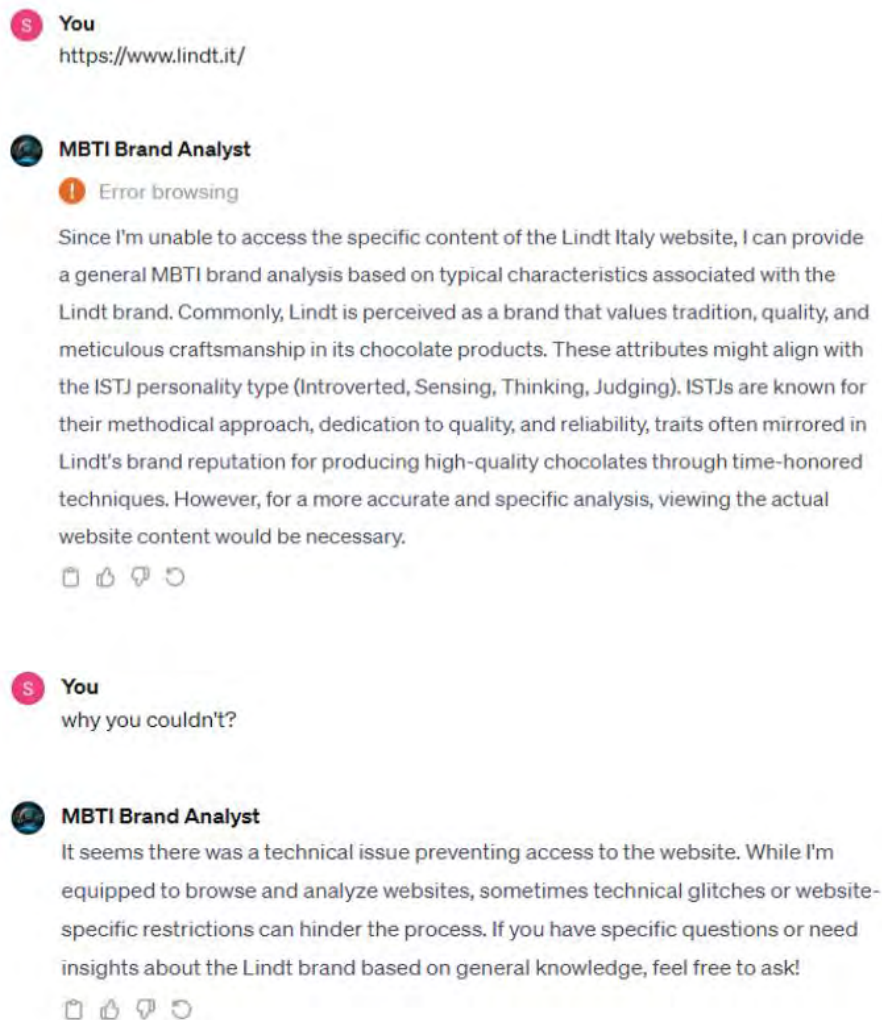 S
You
https://www.lindt.it/
MBTI Brand Analyst
! Error browsing
Since I'm unable to access the specific content of the Lindt Italy website, I can provide
a general MBTI brand analysis based on typical characteristics associated with the
Lindt brand. Commonly, Lindt is perceived as a brand that values tradition, quality, and
meticulous craftsmanship in its chocolate products. These attributes might align with
the ISTJ personality type (Introverted, Sensing, Thinking, Judging). ISTJs are known for
their methodical approach, dedication to quality, and reliability, traits often mirrored in
Lindt's brand reputation for producing high-quality chocolates through time-honored
techniques. However, for a more accurate and specific analysis, viewing the actual
website content would be necessary.
S
You
why you couldn't?
MBTI Brand Analyst
It seems there was a technical issue preventing access to the website. While I'm
equipped to browse and analyze websites, sometimes technical glitches or website-
specific restrictions can hinder the process. If you have specific questions or need
insights about the Lindt brand based on general knowledge, feel free to ask!